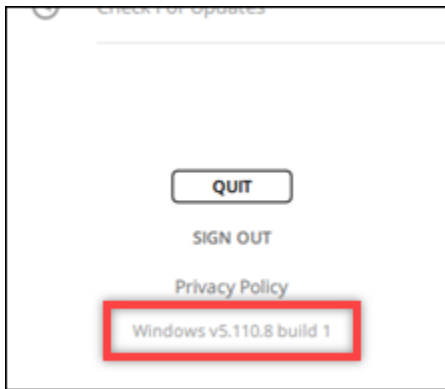 Check For Updates
QUIT
SIGN OUT
Privacy Policy
Windows v5.110.8 build 1